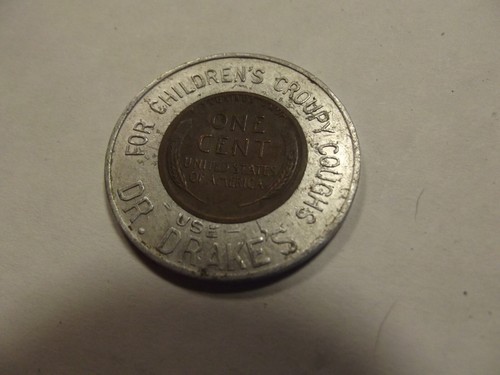 FOR CHILDREN'S CROUPY COUGHS
- USE -
DR. DRAKE'S
ONE
CENT
UNITED STATES
OF AMERICA